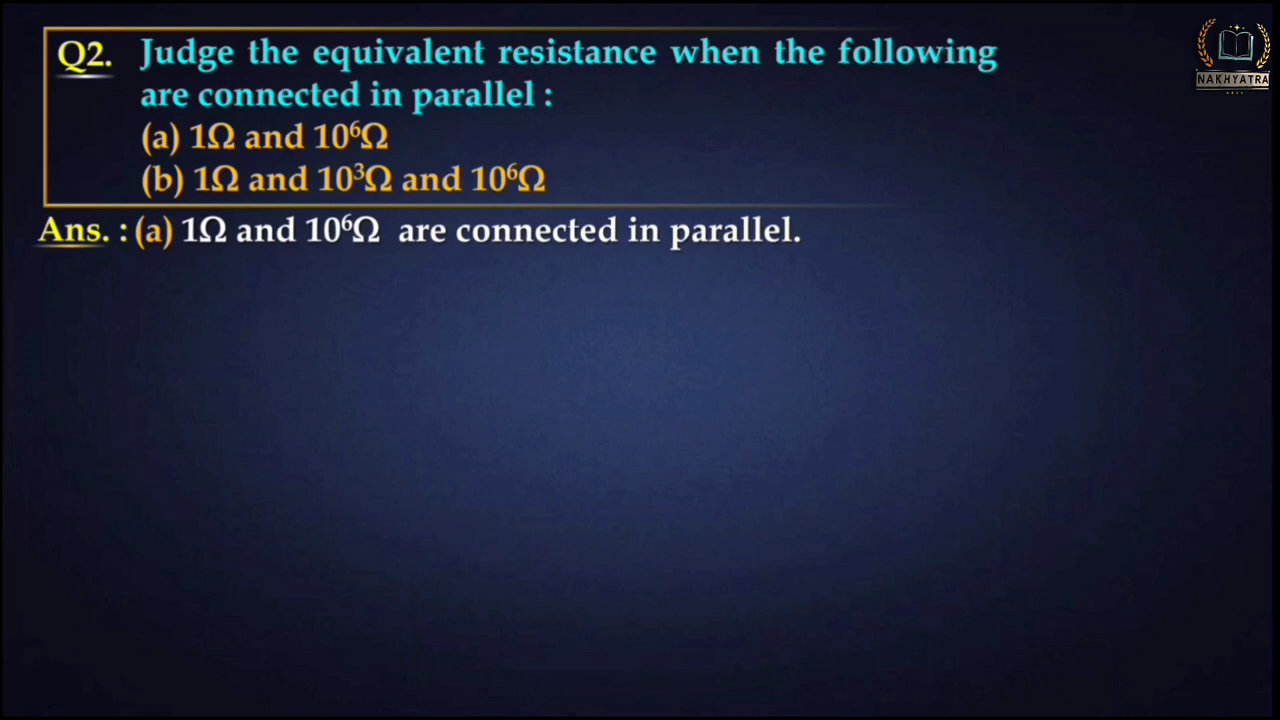 Q2. Judge the equivalent resistance when the following
are connected in parallel :
(a) 1Ω and 10⁶Ω
(b) 1Ω and 10³Ω and 10⁶Ω
Ans. : (a) 1Ω and 10⁶Ω are connected in parallel.
NAKHYATRA